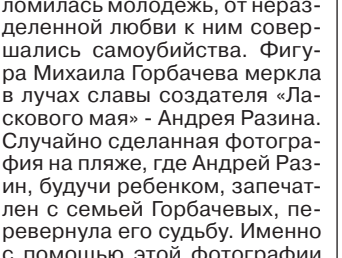 ломилась молодежь, от нераз-
деленной любви к ним совер-
шались самоубийства. Фигу-
ра Михаила Горбачева меркла
в лучах славы создателя «Ла-
скового мая» - Андрея Разина.
Случайно сделанная фотогра-
фия на пляже, где Андрей Раз-
ин, будучи ребенком, запечат-
лен с семьей Горбачевых, пе-
ревернула его судьбу. Именно
с помощью этой фотографии